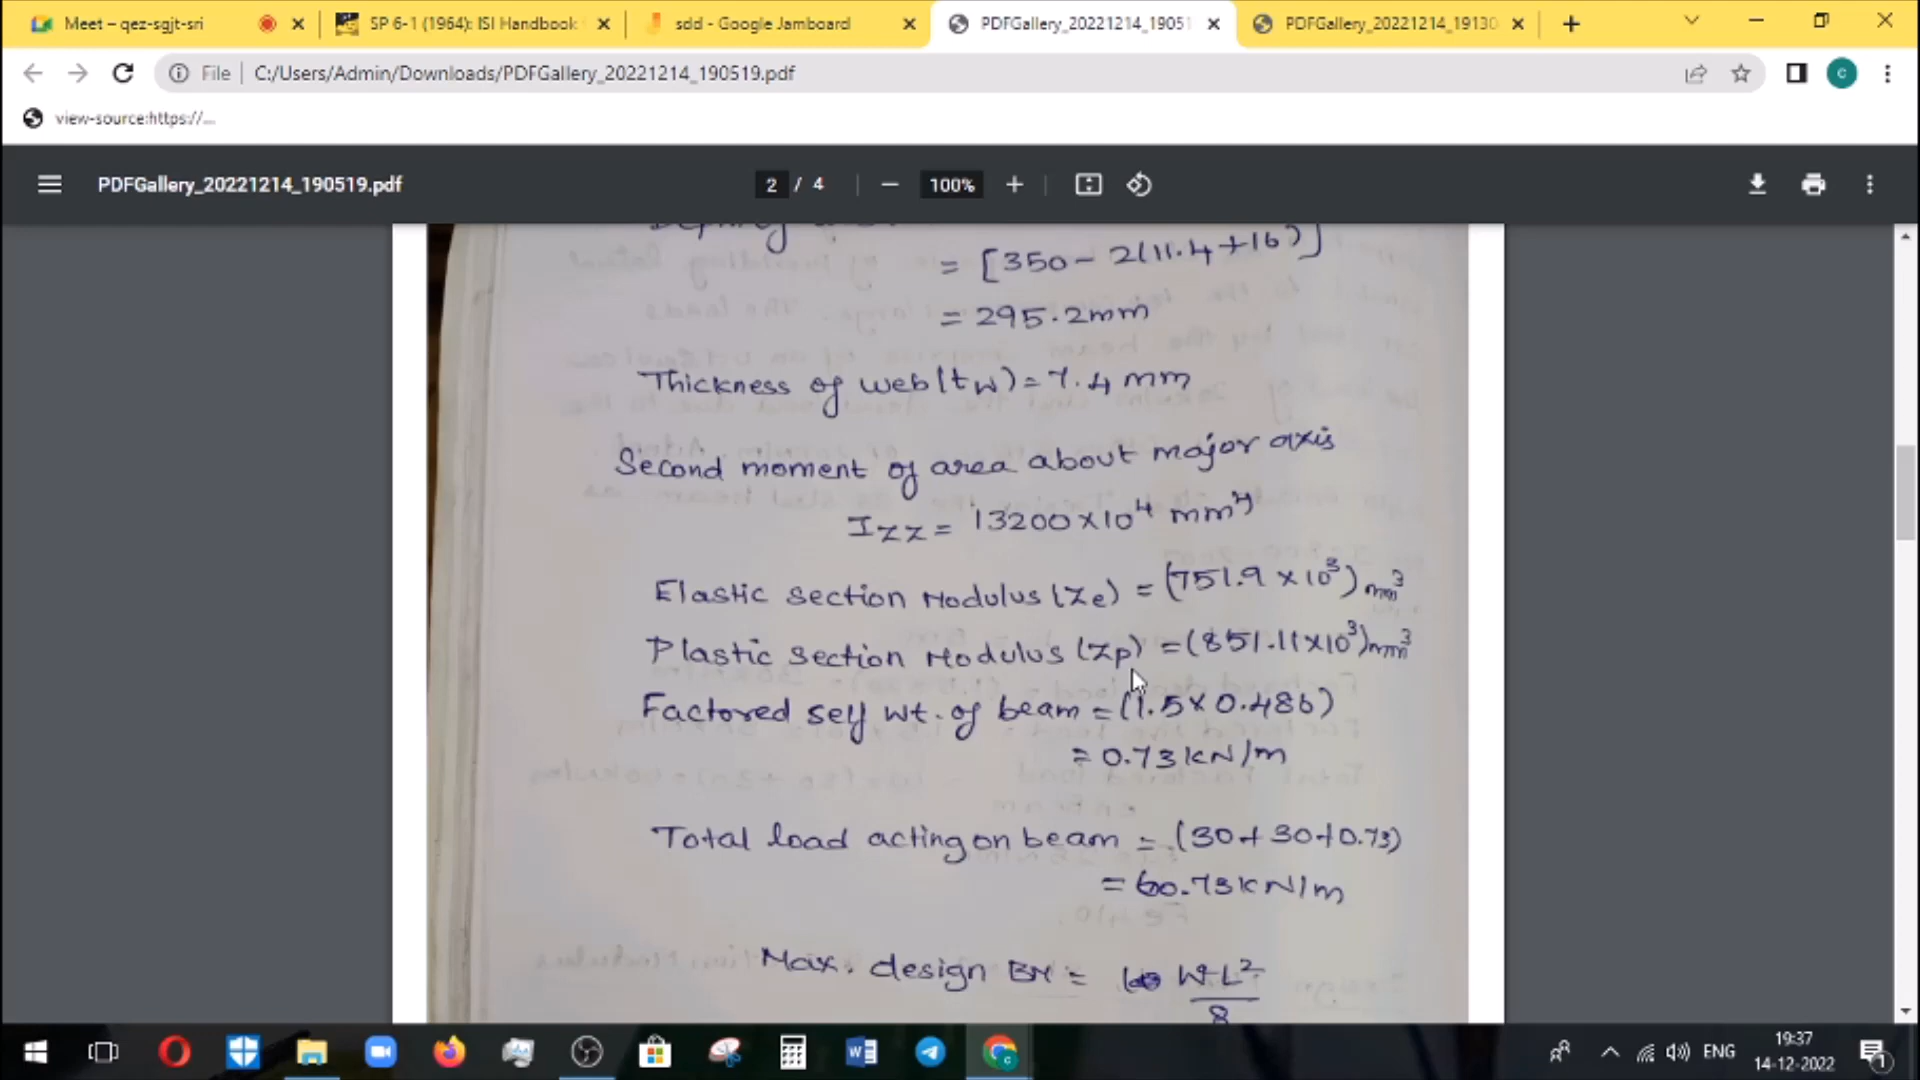 Meet – qez-sgjt-sri
SP 6-1 (1964): ISI Handbook
sdd - Google Jamboard
PDFGallery_20221214_19051
PDFGallery_20221214_19130
File
C:/Users/Admin/Downloads/PDFGallery_20221214_190519.pdf
C
view-source:https://...
PDFGallery_20221214_190519.pdf
2 / 4
100%
= [350 - 2(11.4+16)]
= 295.2mm
Thickness of web (tw) = 7.4 mm
Second moment of area about major axis
Izz = 13200 x 10⁴ mm⁴
Elastic section Modulus (Ze) = (751.9 x 10³) mm³
Plastic section Modulus (Zp) = (851.11x10³)mm³
Factored self wt. of beam = (1.5 x 0.486)
= 0.73 kN/m
Total load acting on beam = (30+30+0.73)
= 60.73 kN/m
Max. design BM = WL²
8
19:37
ENG
14-12-2022
1